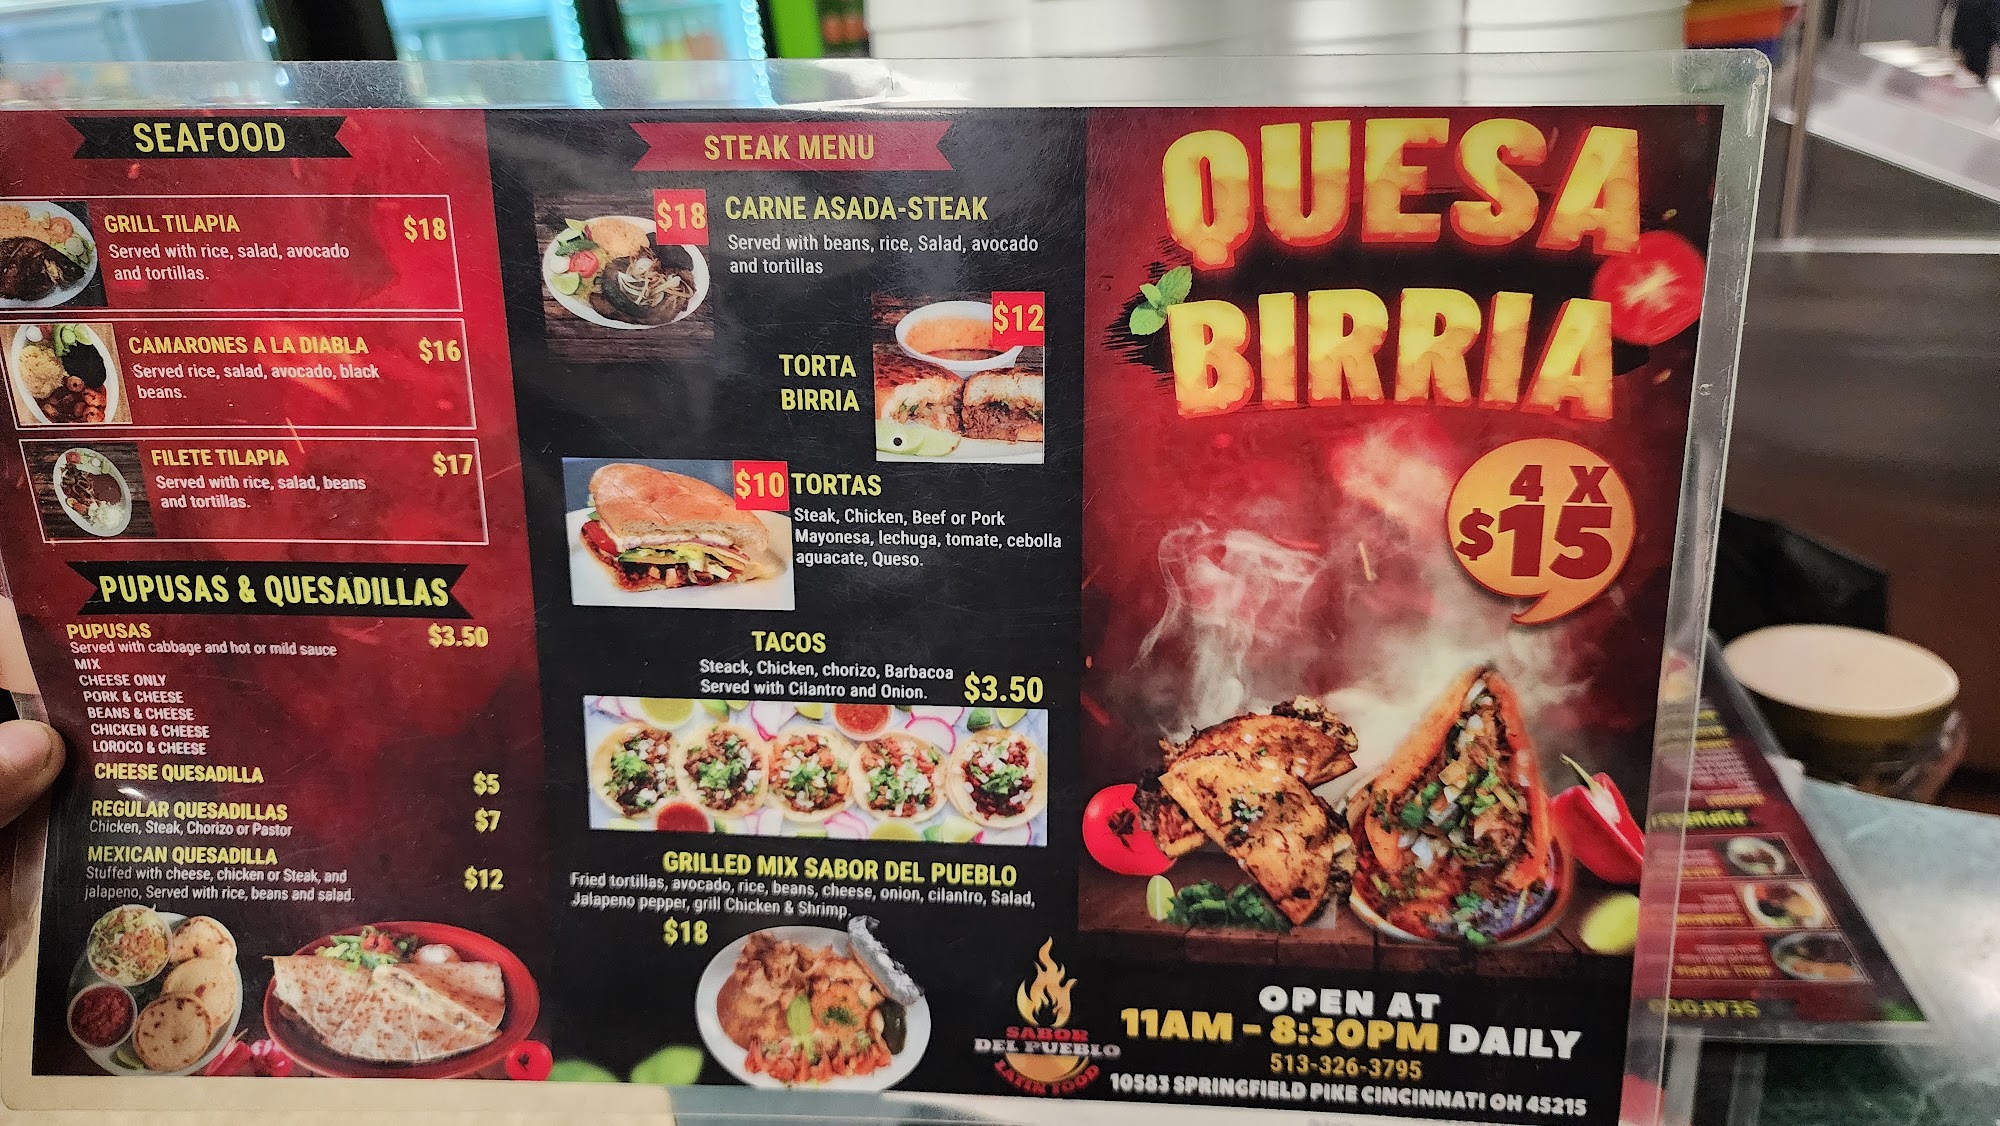 SEAFOOD
GRILL TILAPIA $18
Served with rice, salad, avocado
and tortillas.
CAMARONES A LA DIABLA $16
Served rice, salad, avocado, black
beans.
FILETE TILAPIA $17
Served with rice, salad, beans
and tortillas.
PUPUSAS & QUESADILLAS
PUPUSAS $3.50
Served with cabbage and hot or mild sauce
MIX
CHEESE ONLY
PORK & CHEESE
BEANS & CHEESE
CHICKEN & CHEESE
LOROCO & CHEESE
CHEESE QUESADILLA $5
REGULAR QUESADILLAS $7
Chicken, Steak, Chorizo or Pastor
MEXICAN QUESADILLA $12
Stuffed with cheese, chicken or Steak, and
jalapeno, Served with rice, beans and salad.
STEAK MENU
$18 CARNE ASADA-STEAK
Served with beans, rice, Salad, avocado
and tortillas
$12
TORTA
BIRRIA
$10 TORTAS
Steak, Chicken, Beef or Pork
Mayonesa, lechuga, tomate, cebolla
aguacate, Queso.
TACOS
Steack, Chicken, chorizo, Barbacoa
Served with Cilantro and Onion. $3.50
GRILLED MIX SABOR DEL PUEBLO
Fried tortillas, avocado, rice, beans, cheese, onion, cilantro, Salad,
Jalapeno pepper, grill Chicken & Shrimp.
$18
SABOR
DEL PUEBLO
LATIN FOOD
QUESA
BIRRIA
4 X
$15
OPEN AT
11AM - 8:30PM DAILY
513-326-3795
10583 SPRINGFIELD PIKE CINCINNATI OH 45215
SEAFOOD